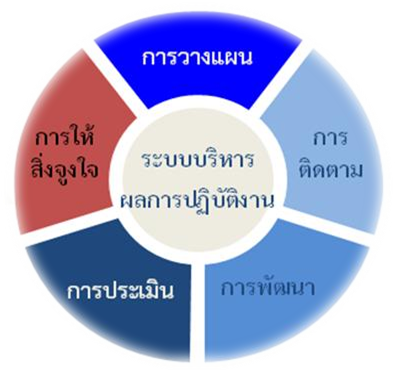 การวางแผน
การ
ติดตาม
การพัฒนา
การประเมิน
การให้
สิ่งจูงใจ
ระบบบริหาร
ผลการปฏิบัติงาน